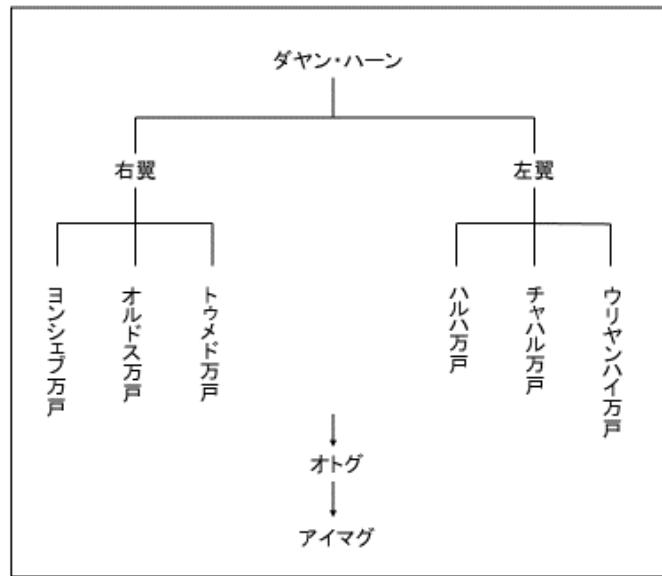 ダヤン・ハーン
右翼
左翼
ヨンシェブ万戸
オルドス万戸
トゥメド万戸
ハルハ万戸
チャハル万戸
ウリヤンハイ万戸
オトグ
アイマグ